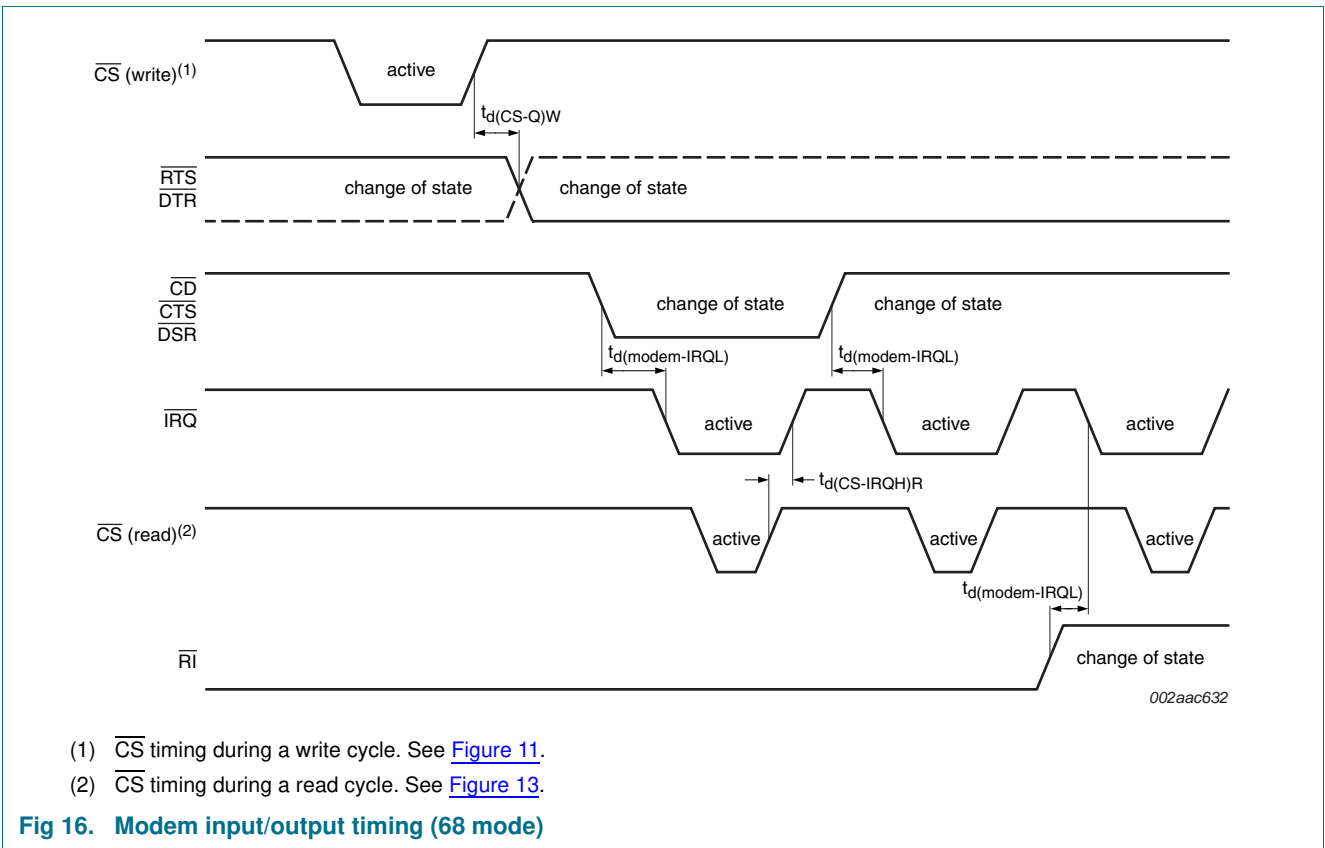 CS (write)(1)
active
td(CS-Q)W
RTS
DTR
change of state
change of state
CD
CTS
DSR
change of state
change of state
td(modem-IRQL)
td(modem-IRQL)
IRQ
active
active
active
td(CS-IRQH)R
CS (read)(2)
active
active
active
td(modem-IRQL)
RI
change of state
002aac632
(1) CS timing during a write cycle. See Figure 11.
(2) CS timing during a read cycle. See Figure 13.
Fig 16. Modem input/output timing (68 mode)